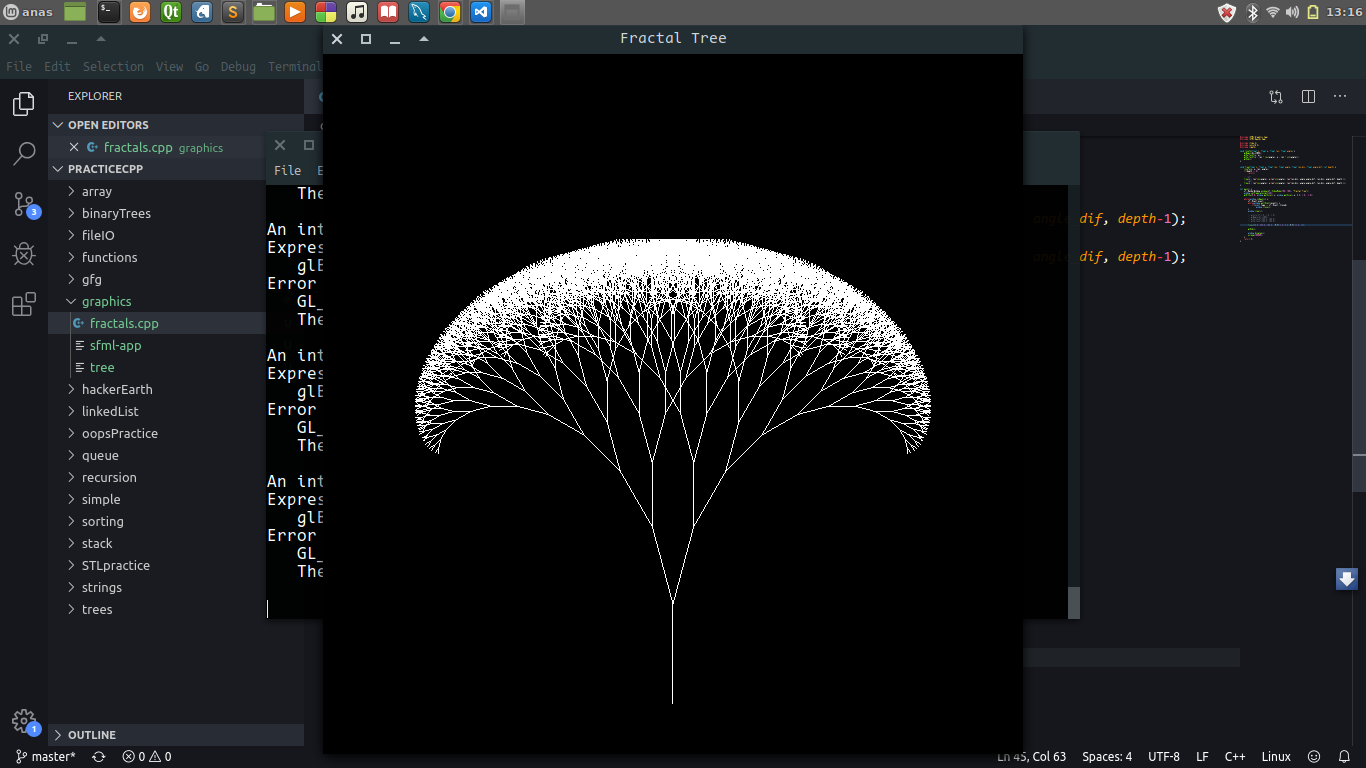 anas
13:16
Fractal Tree
File Edit Selection View Go Debug Terminal
EXPLORER
OPEN EDITORS
fractals.cpp graphics
PRACTICECPP
array
binaryTrees
fileIO
functions
gfg
graphics
fractals.cpp
sfml-app
tree
hackerEarth
linkedList
oopsPractice
queue
recursion
simple
sorting
stack
STLpractice
strings
trees
OUTLINE
3
1
File E
The
An int
Expres
glE
Error
GL_
The
An int
Expres
glE
Error
GL_
The
An int
Expres
glE
Error
GL_
The
angle dif, depth-1);
angle dif, depth-1);
master* 0 0
Ln 45, Col 63 Spaces: 4 UTF-8 LF C++ Linux